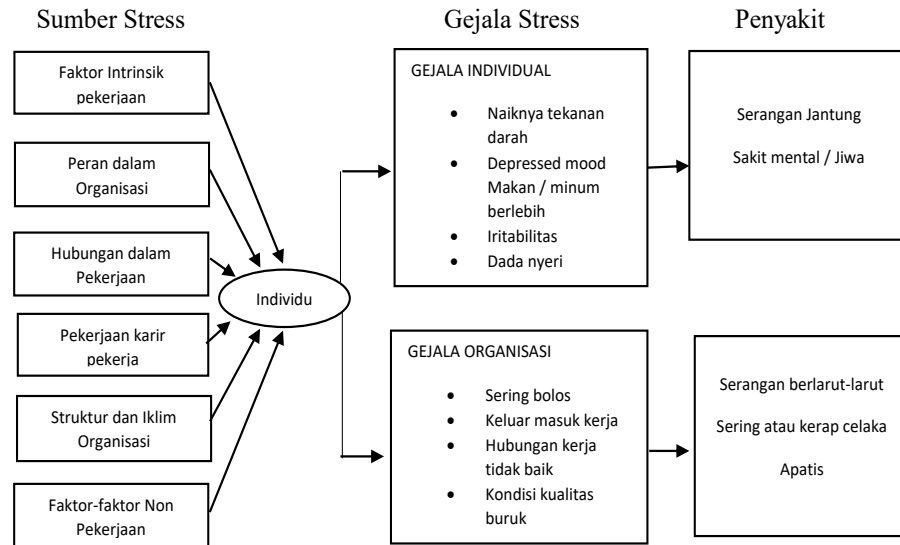 Sumber Stress
Gejala Stress
Penyakit
Faktor Intrinsik
pekerjaan
Peran dalam
Organisasi
Hubungan dalam
Pekerjaan
Pekerjaan karir
pekerja
Struktur dan Iklim
Organisasi
Faktor-faktor Non
Pekerjaan
Individu
GEJALA INDIVIDUAL
• Naiknya tekanan
darah
• Depressed mood
Makan / minum
berlebih
• Iritabilitas
• Dada nyeri
GEJALA ORGANISASI
• Sering bolos
• Keluar masuk kerja
• Hubungan kerja
tidak baik
• Kondisi kualitas
buruk
Serangan Jantung
Sakit mental / Jiwa
Serangan berlarut-larut
Sering atau kerap celaka
Apatis